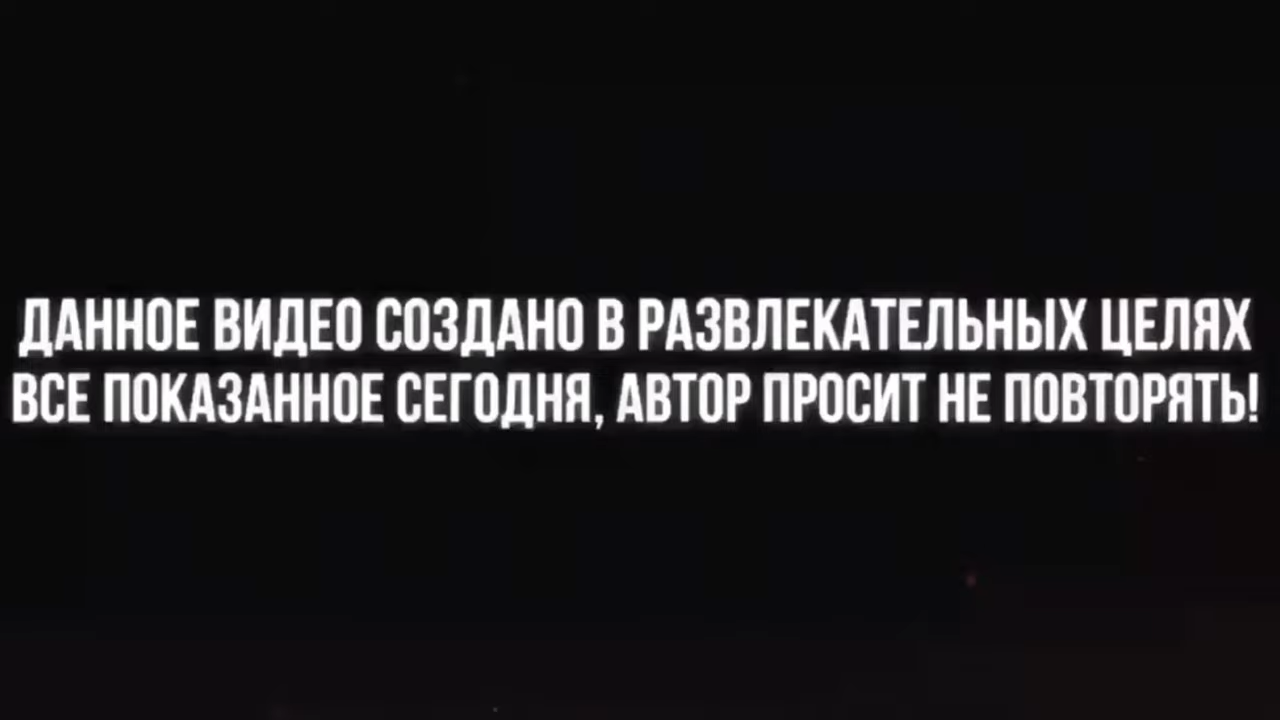 ДАННОЕ ВИДЕО СОЗДАНО В РАЗВЛЕКАТЕЛЬНЫХ ЦЕЛЯХ
ВСЕ ПОКАЗАННОЕ СЕГОДНЯ, АВТОР ПРОСИТ НЕ ПОВТОРЯТЬ!